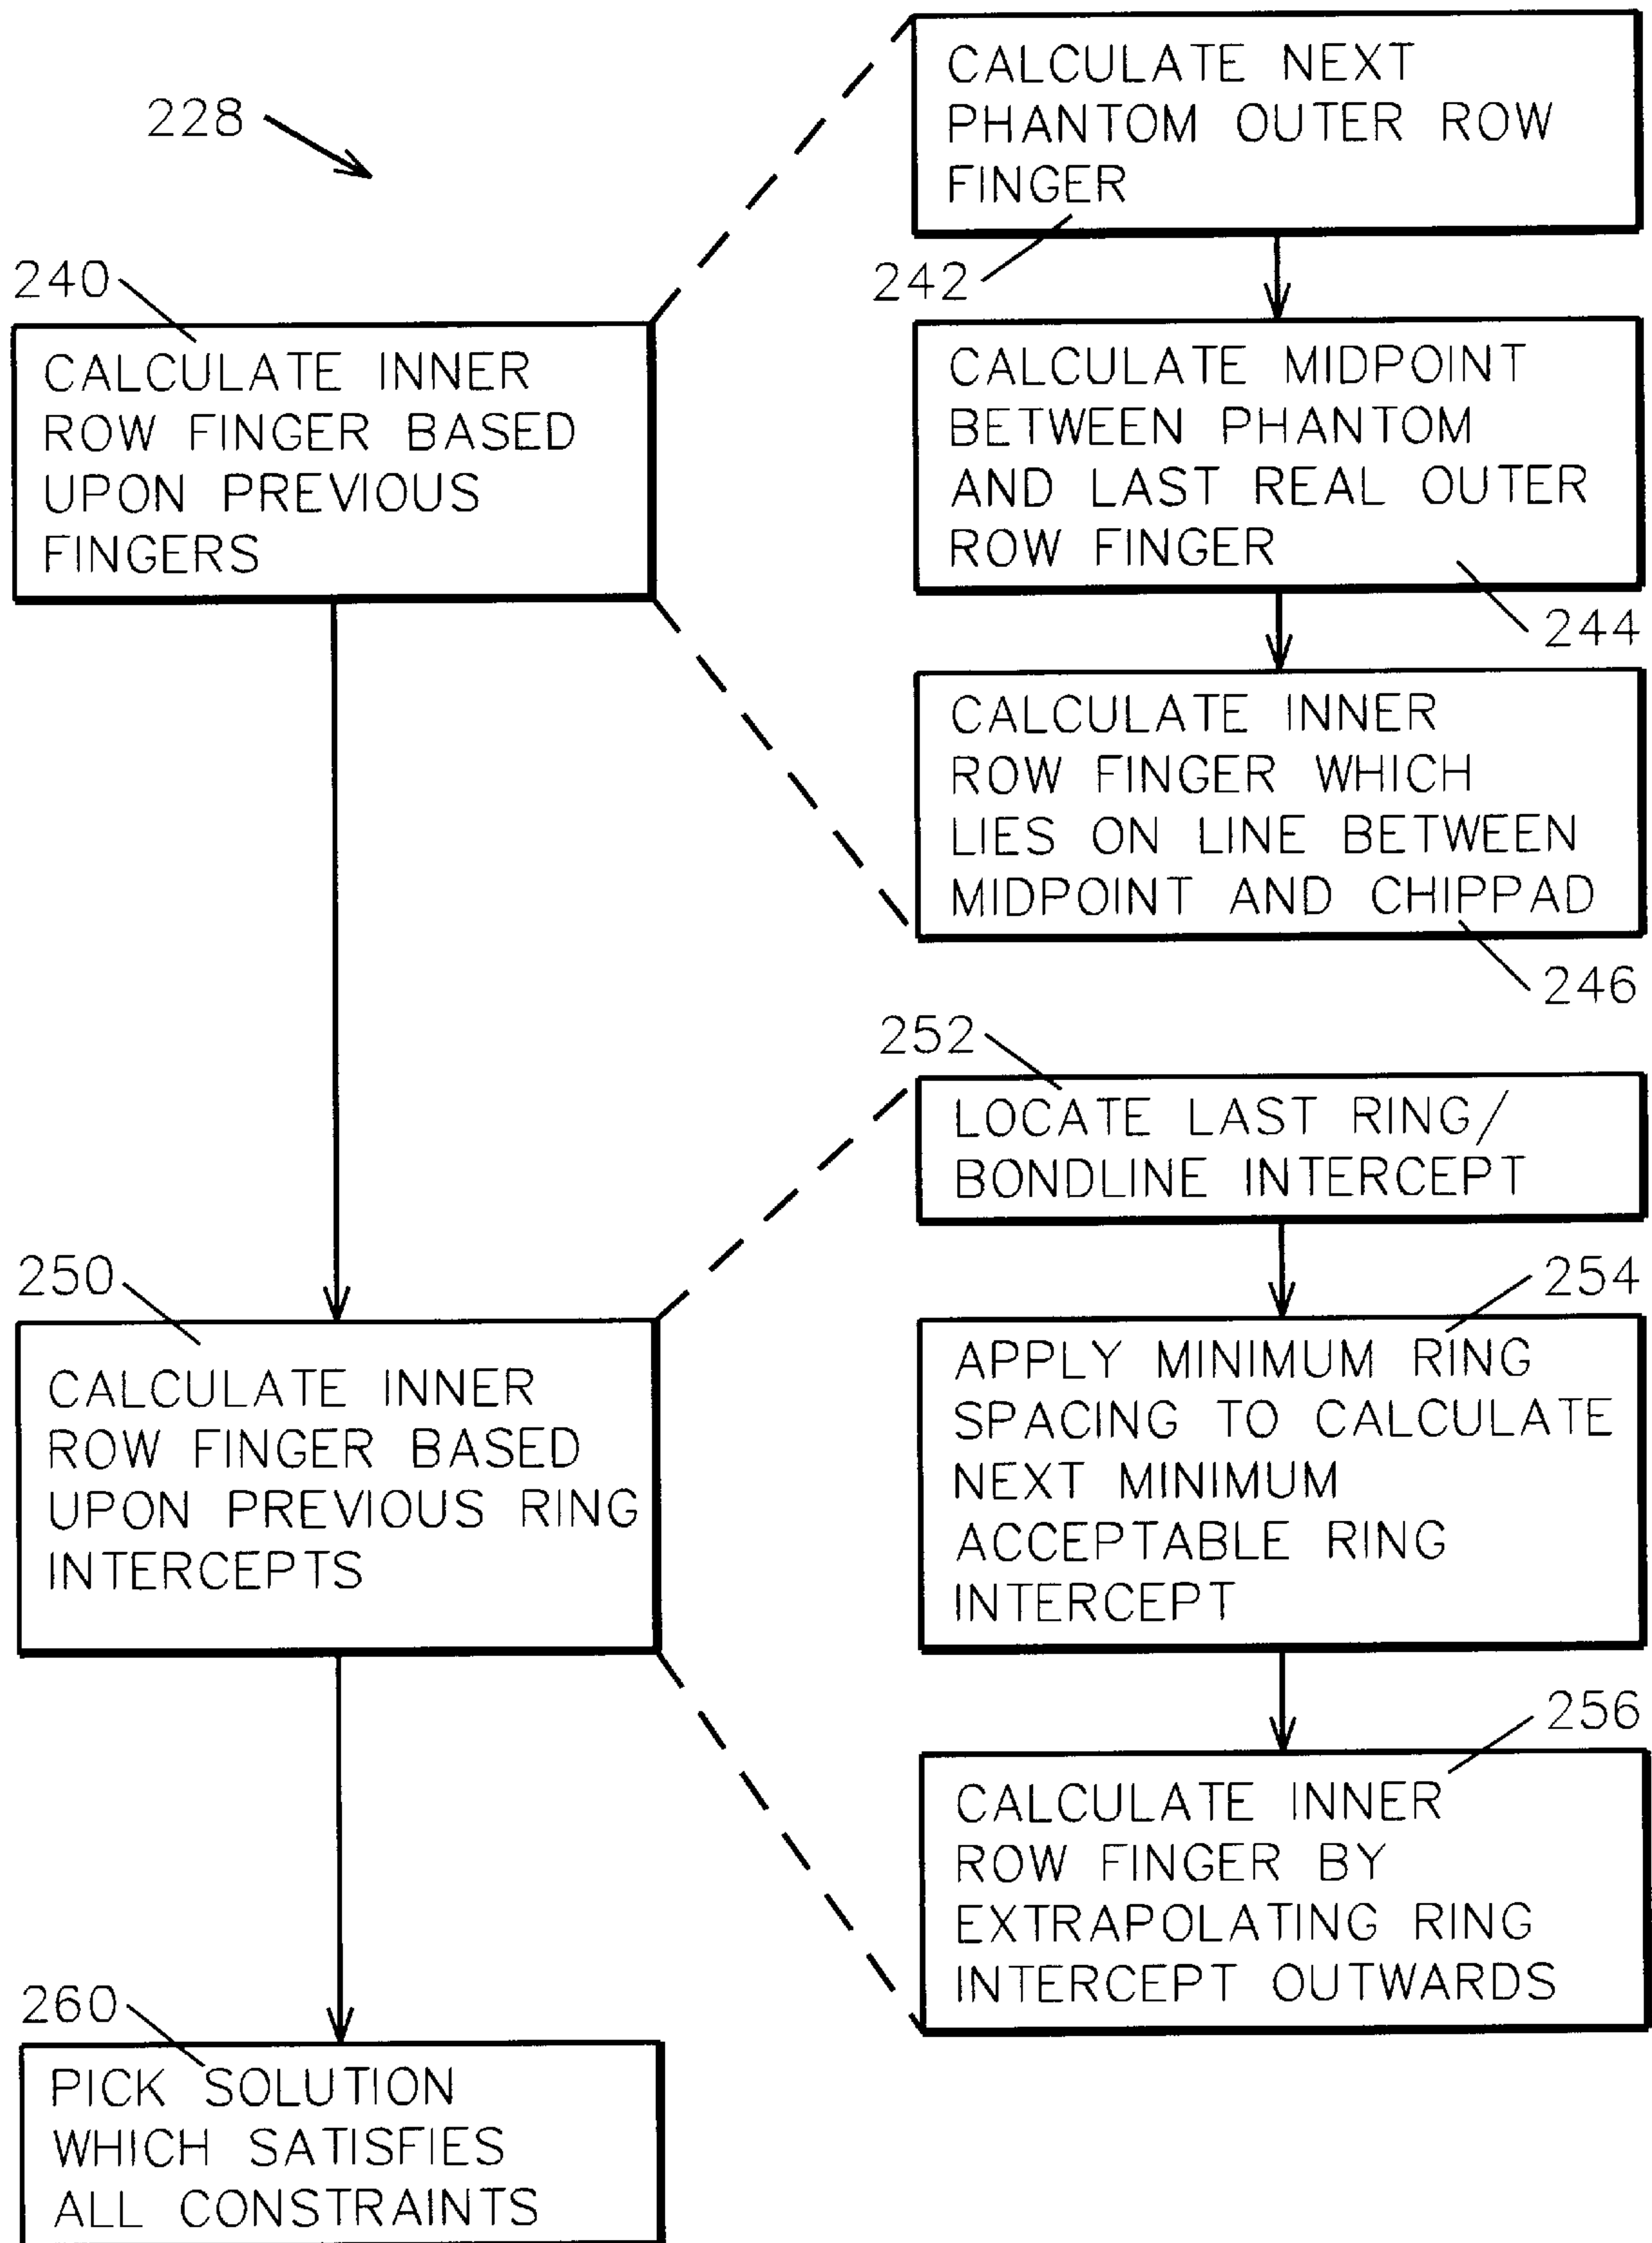 228
240
CALCULATE INNER
ROW FINGER BASED
UPON PREVIOUS
FINGERS
CALCULATE NEXT
PHANTOM OUTER ROW
FINGER
242
CALCULATE MIDPOINT
BETWEEN PHANTOM
AND LAST REAL OUTER
ROW FINGER
244
CALCULATE INNER
ROW FINGER WHICH
LIES ON LINE BETWEEN
MIDPOINT AND CHIPPAD
246
250
CALCULATE INNER
ROW FINGER BASED
UPON PREVIOUS RING
INTERCEPTS
252
LOCATE LAST RING/
BONDLINE INTERCEPT
254
APPLY MINIMUM RING
SPACING TO CALCULATE
NEXT MINIMUM
ACCEPTABLE RING
INTERCEPT
256
CALCULATE INNER
ROW FINGER BY
EXTRAPOLATING RING
INTERCEPT OUTWARDS
260
PICK SOLUTION
WHICH SATISFIES
ALL CONSTRAINTS